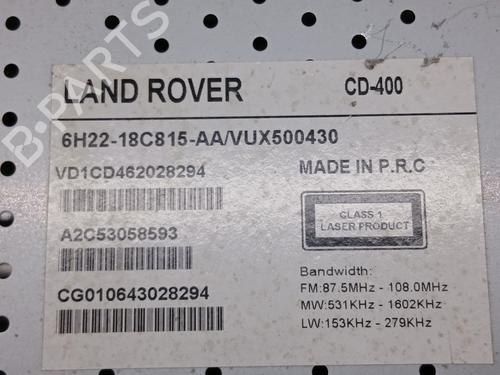 B-PARTS
LAND ROVER
CD-400
6H22-18C815-AA/VUX500430
VD1CD462028294
MADE IN P.R.C
CLASS 1
LASER PRODUCT
A2C53058593
CG010643028294
Bandwidth:
FM:87.5MHz - 108.0MHz
MW:531KHz - 1602KHz
LW:153KHz - 279KHz